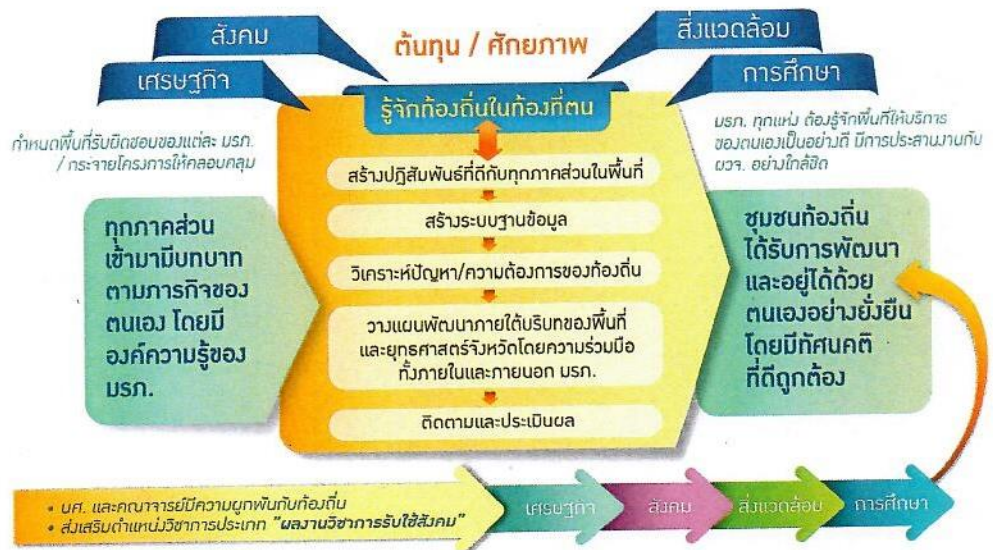 สังคม
ต้นทุน / ศักยภาพ
สิ่งแวดล้อม
เศรษฐกิจ
การศึกษา
รู้จักท้องถิ่นในท้องที่ตน
กำหนดพื้นที่รับผิดชอบของแต่ละ มรภ.
/ กระจายโครงการให้คลอบคลุม
มรภ. ทุกแห่ง ต้องรู้จักพื้นที่ให้บริการ
ของตนเองเป็นอย่างดี มีการประสานงานกับ
ผวจ. อย่างใกล้ชิด
ทุกภาคส่วน
เข้ามามีบทบาท
ตามภารกิจของ
ตนเอง โดยมี
องค์ความรู้ของ
มรภ.
สร้างปฏิสัมพันธ์ที่ดีกับทุกภาคส่วนในพื้นที่
สร้างระบบฐานข้อมูล
วิเคราะห์ปัญหา/ความต้องการของท้องถิ่น
วางแผนพัฒนาภายใต้บริบทของพื้นที่
และยุทธศาสตร์จังหวัดโดยความร่วมมือ
ทั้งภายในและภายนอก มรภ.
ติดตามและประเมินผล
ชุมชนท้องถิ่น
ได้รับการพัฒนา
และอยู่ได้ด้วย
ตนเองอย่างยั่งยืน
โดยมีทัศนคติ
ที่ดีถูกต้อง
• นศ. และคณาจารย์มีความผูกพันกับท้องถิ่น
• ส่งเสริมตำแหน่งวิชาการประเภท "ผลงานวิชาการรับใช้สังคม"
เศรษฐกิจ
สังคม
สิ่งแวดล้อม
การศึกษา